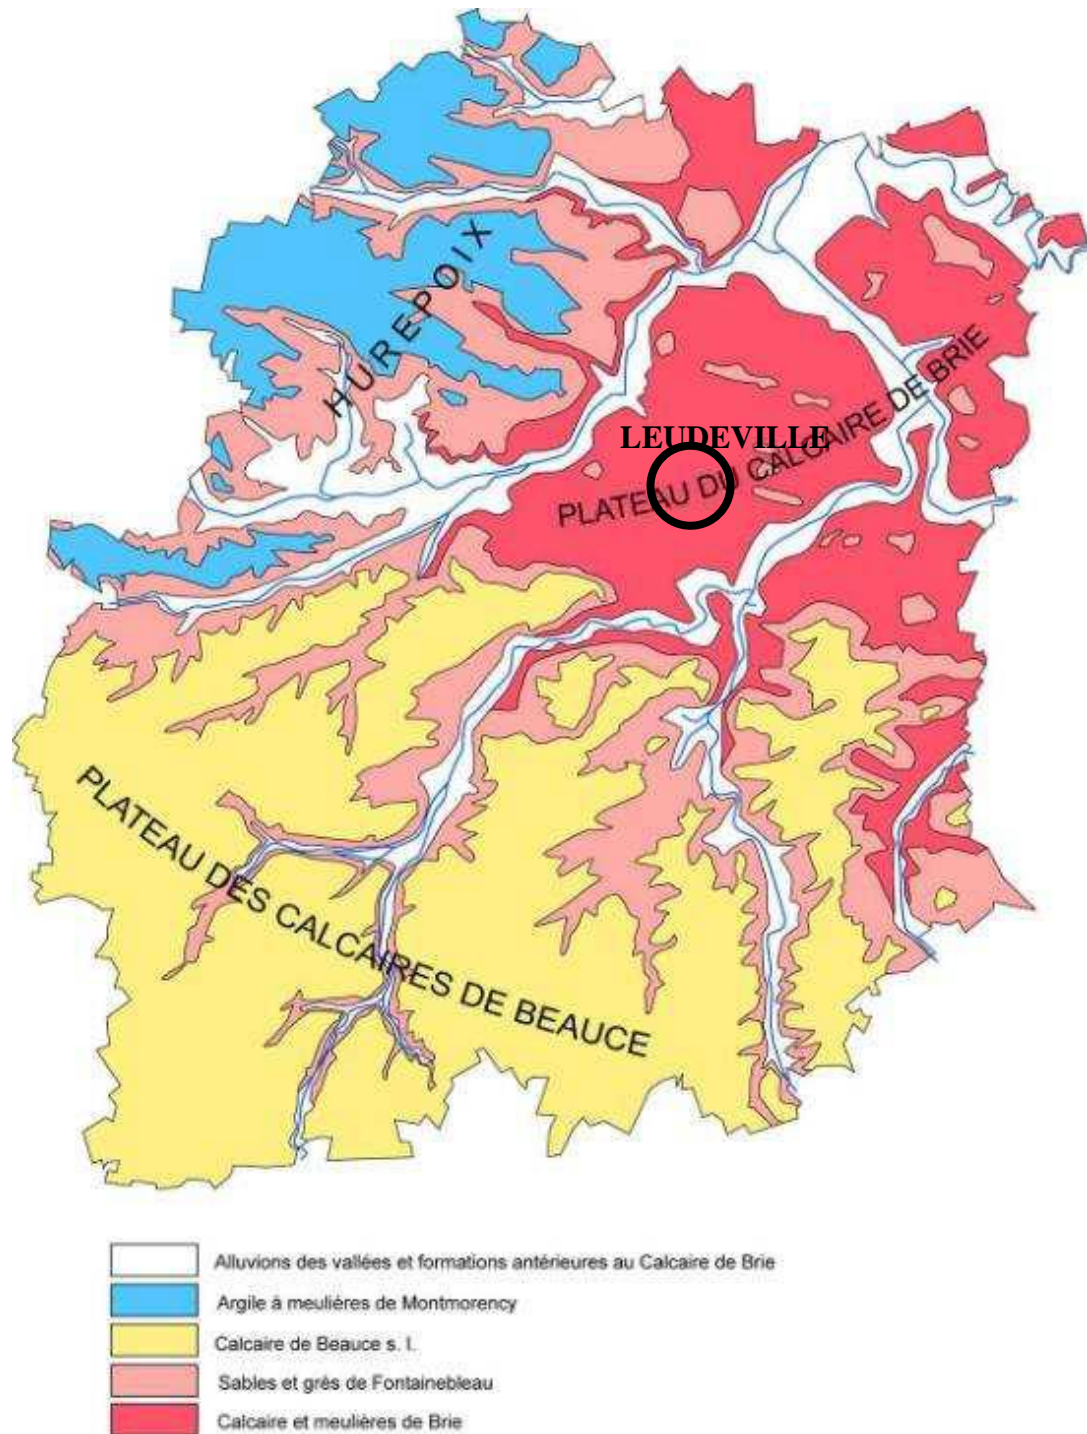 HUREPOIX
LEUDEVILLE
PLATEAU DU CALCAIRE DE BRIE
PLATEAU DES CALCAIRES DE BEAUCE
Alluvions des vallées et formations antérieures au Calcaire de Brie
Argile à meulières de Montmorency
Calcaire de Beauce s. l.
Sables et grés de Fontainebleau
Calcaire et meulières de Brie